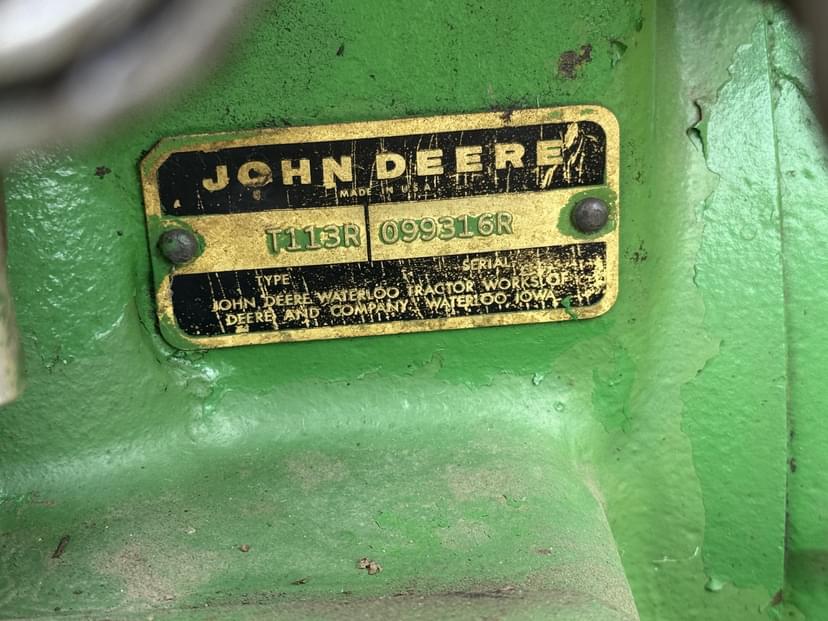 JOHN DEERE
MADE IN U.S.A.
T113R 099316R
TYPE SERIAL
JOHN DEERE WATERLOO TRACTOR WORKS OF
DEERE AND COMPANY WATERLOO, IOWA